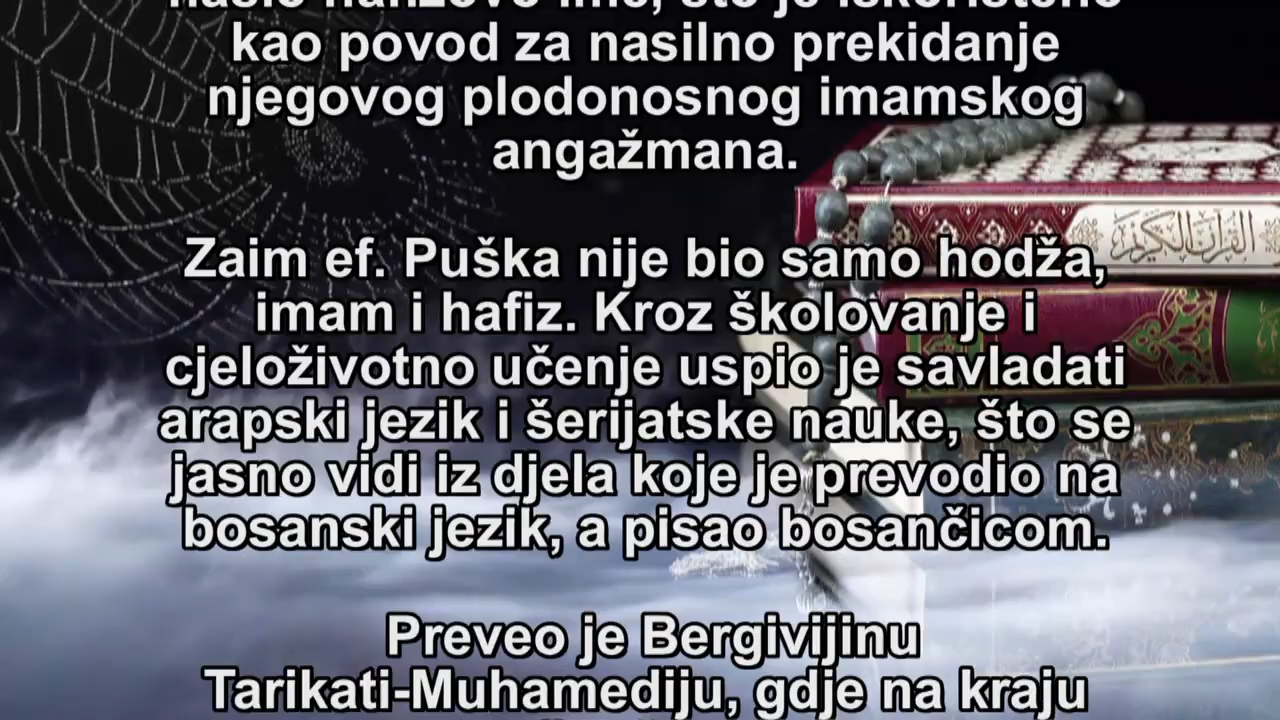 kao povod za nasilno prekidanje
njegovog plodonosnog imamskog
angažmana.
Zaim ef. Puška nije bio samo hodža,
imam i hafiz. Kroz školovanje i
cjeloživotno učenje uspio je savladati
arapski jezik i šerijatske nauke, što se
jasno vidi iz djela koje je prevodio na
bosanski jezik, a pisao bosančicom.
Preveo je Bergivijinu
Tarikati-Muhamediju, gdje na kraju
القرآن الكريم